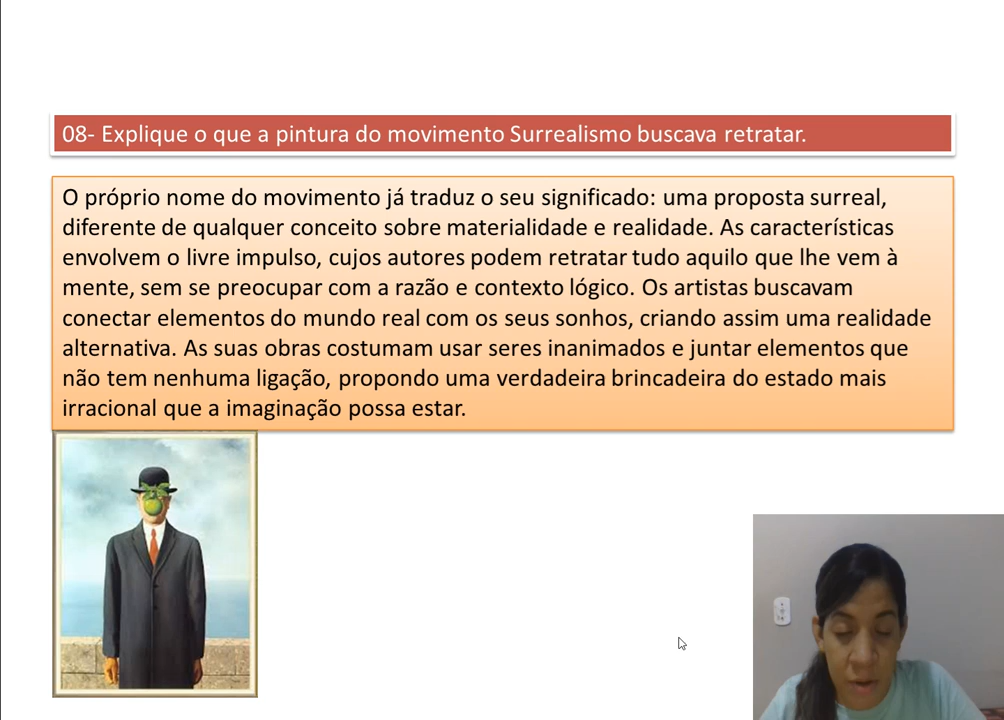 08- Explique o que a pintura do movimento Surrealismo buscava retratar.
O próprio nome do movimento já traduz o seu significado: uma proposta surreal,
diferente de qualquer conceito sobre materialidade e realidade. As características
envolvem o livre impulso, cujos autores podem retratar tudo aquilo que lhe vem à
mente, sem se preocupar com a razão e contexto lógico. Os artistas buscavam
conectar elementos do mundo real com os seus sonhos, criando assim uma realidade
alternativa. As suas obras costumam usar seres inanimados e juntar elementos que
não tem nenhuma ligação, propondo uma verdadeira brincadeira do estado mais
irracional que a imaginação possa estar.